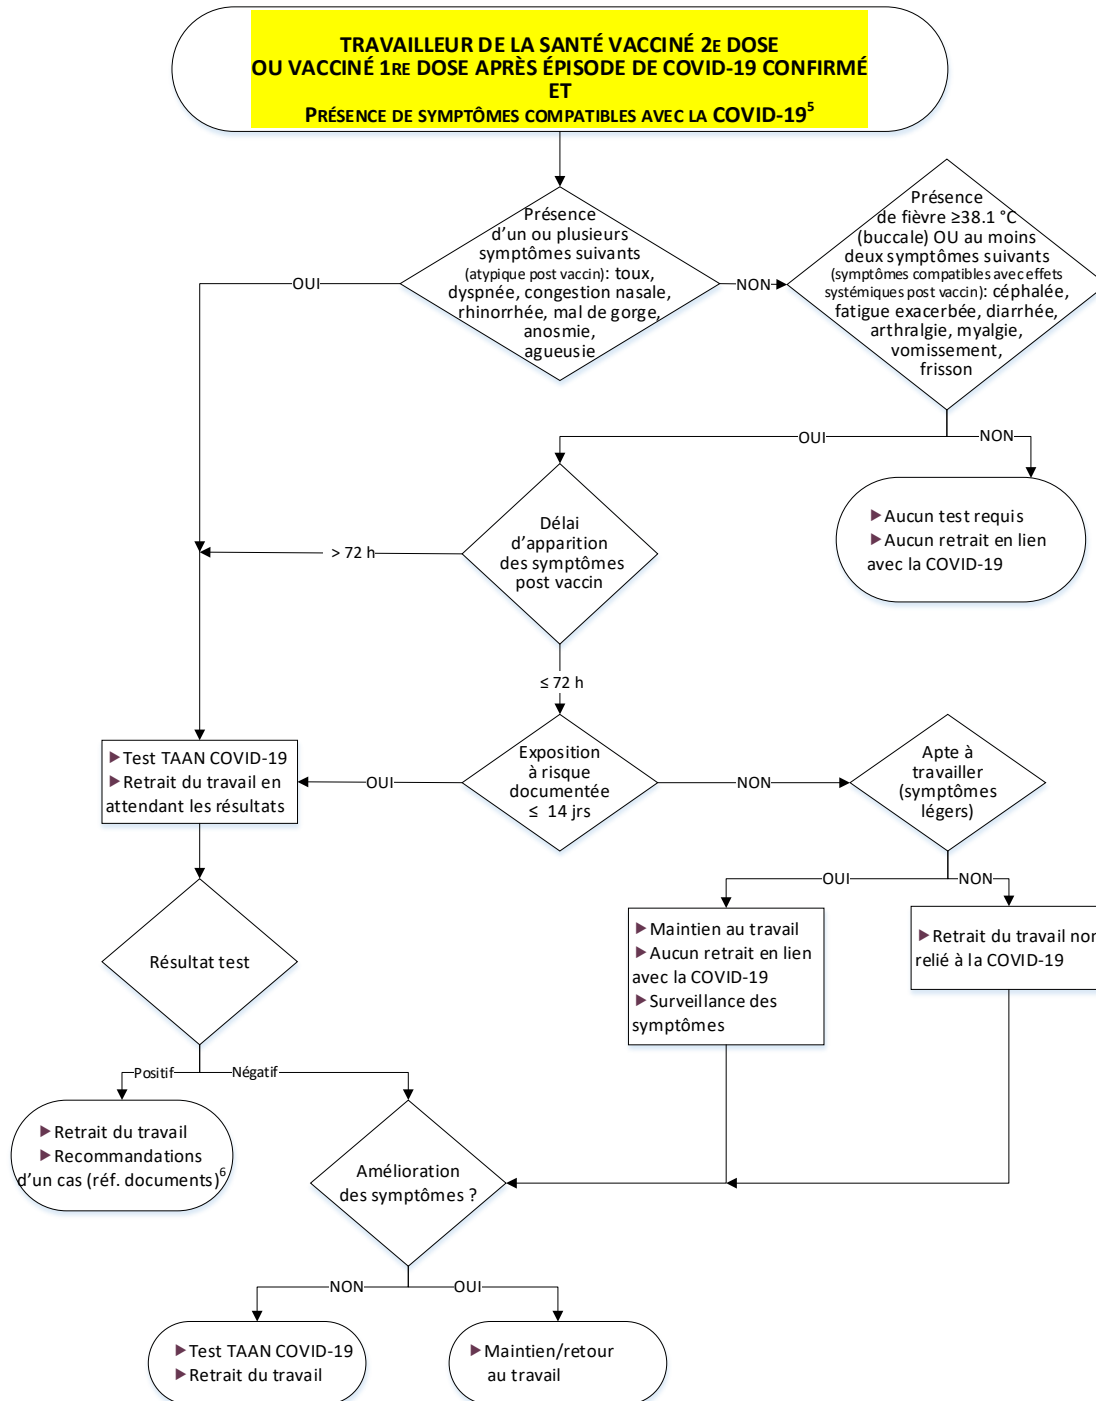 TRAVAILLEUR DE LA SANTÉ VACCINÉ 2E DOSE
OU VACCINÉ 1RE DOSE APRÈS ÉPISODE DE COVID-19 CONFIRMÉ
ET
PRÉSENCE DE SYMPTÔMES COMPATIBLES AVEC LA COVID-19⁵
Présence
d’un ou plusieurs
symptômes suivants
(atypique post vaccin): toux,
dyspnée, congestion nasale,
rhinorrhée, mal de gorge,
anosmie,
agueusie
OUI
NON
Présence
de fièvre ≥38.1 °C
(buccale) OU au moins
deux symptômes suivants
(symptômes compatibles avec effets
systémiques post vaccin): céphalée,
fatigue exacerbée, diarrhée,
arthralgie, myalgie,
vomissement,
frisson
OUI
NON
▶ Aucun test requis
▶ Aucun retrait en lien
avec la COVID-19
Délai
d’apparition
des symptômes
post vaccin
> 72 h
≤ 72 h
▶ Test TAAN COVID-19
▶ Retrait du travail en
attendant les résultats
OUI
Exposition
à risque
documentée
≤ 14 jrs
NON
Apte à
travailler
(symptômes
légers)
OUI
NON
▶ Maintien au travail
▶ Aucun retrait en lien
avec la COVID-19
▶ Surveillance des
symptômes
▶ Retrait du travail non
relié à la COVID-19
Résultat test
Positif
Négatif
▶ Retrait du travail
▶ Recommandations
d’un cas (réf. documents)⁶
Amélioration
des symptômes ?
NON
OUI
▶ Test TAAN COVID-19
▶ Retrait du travail
▶ Maintien/retour
au travail